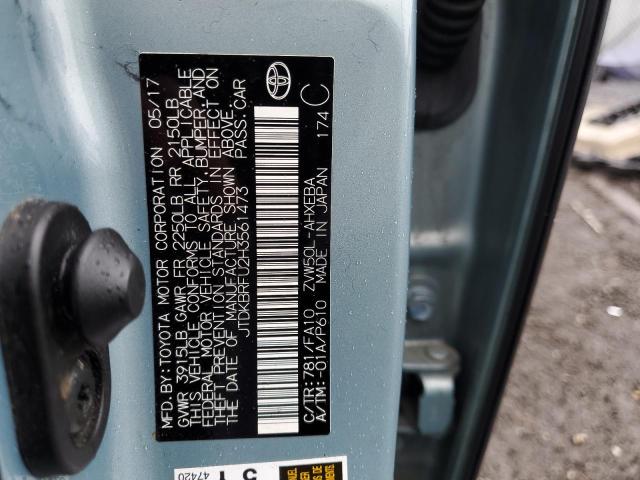 MFD.BY:TOYOTA MOTOR CORPORATION 05/17
GVWR 3915LB GAWR FR 2250LB RR 2150LB
THIS VEHICLE CONFORMS TO ALL APPLICABLE
FEDERAL MOTOR VEHICLE SAFETY, BUMPER, AND
THEFT PREVENTION STANDARDS IN EFFECT ON
THE DATE OF MANUFACTURE SHOWN ABOVE.
JTDKBRFU2H3561473 PASS.CAR
C/TR:781/FA10 ZVW50L-AHXEBA
A/TM:-01A/P610 MADE IN JAPAN 174 C
47420